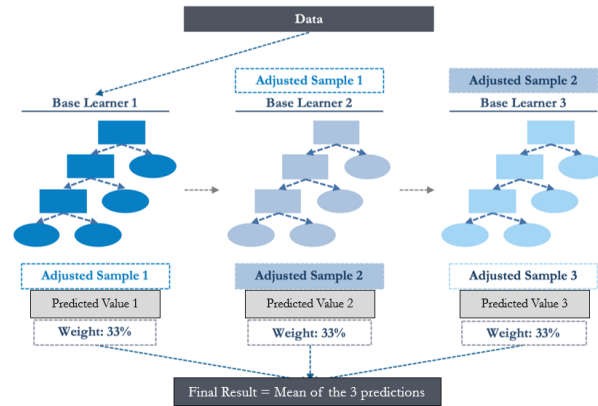 Data
Adjusted Sample 1
Adjusted Sample 2
Base Learner 1
Base Learner 2
Base Learner 3
Adjusted Sample 1
Adjusted Sample 2
Adjusted Sample 3
Predicted Value 1
Predicted Value 2
Predicted Value 3
Weight: 33%
Weight: 33%
Weight: 33%
Final Result = Mean of the 3 predictions